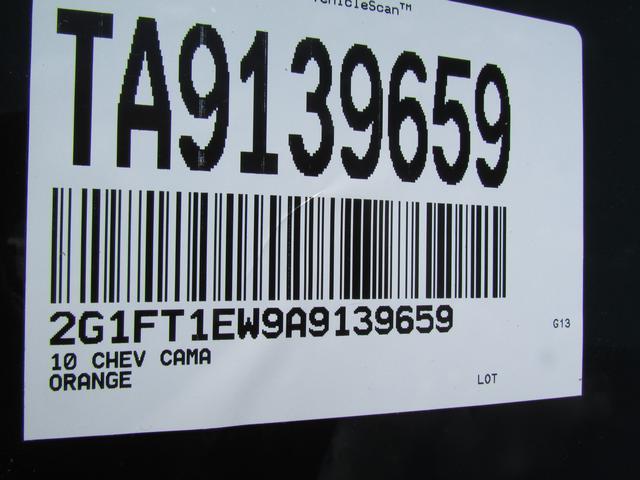 TA9139659
2G1FT1EW9A9139659
G13
10 CHEV CAMA
ORANGE
LOT